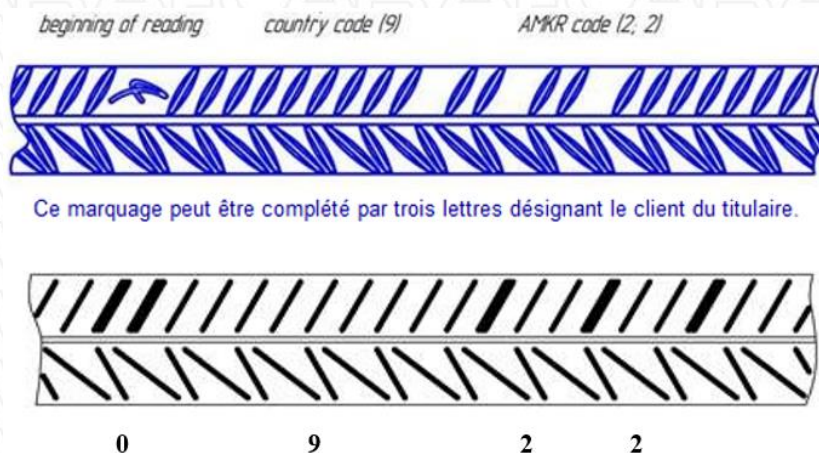 beginning of reading country code (9) AMKR code (2; 2)
Ce marquage peut être complété par trois lettres désignant le client du titulaire.
0 9 2 2